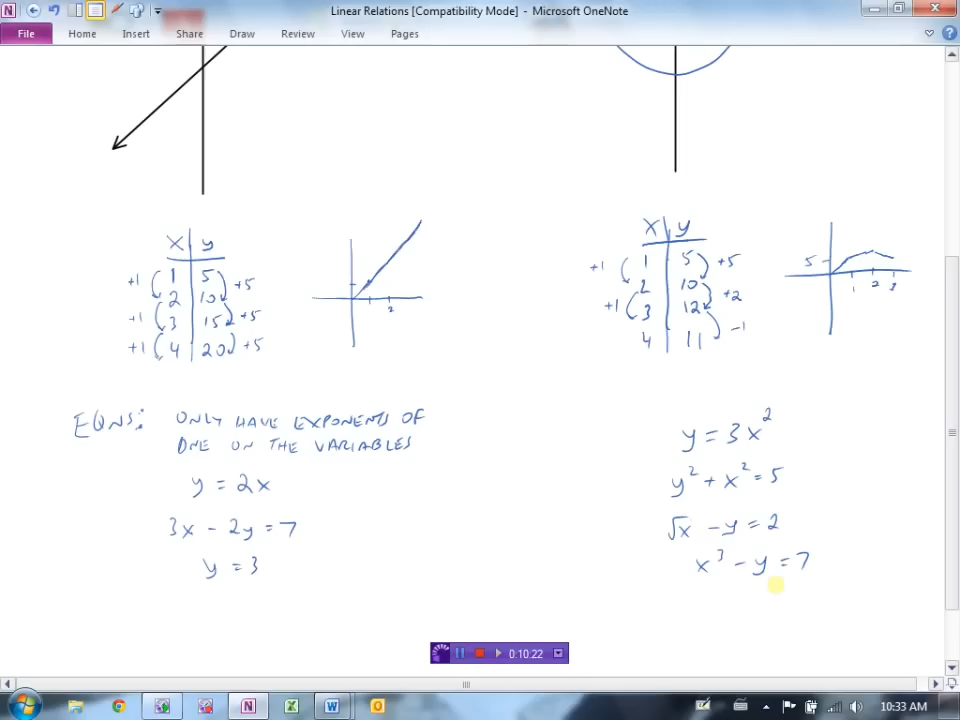 Linear Relations [Compatibility Mode] - Microsoft OneNote
File Home Insert Share Draw Review View Pages
x y
+1 1 5 +5
2 10
+1 3 15 +5
+1 4 20 +5
2
x y
+1 1 5 +5
2 10
+1 3 12 +2
4 11 -1
5
1 2 3
EQNS: ONLY HAVE EXPONENTS OF
ONE ON THE VARIABLES
y = 2x
3x - 2y = 7
y = 3
y = 3x²
y² + x² = 5
√x - y = 2
x³ - y = 7
0:10:22
10:33 AM